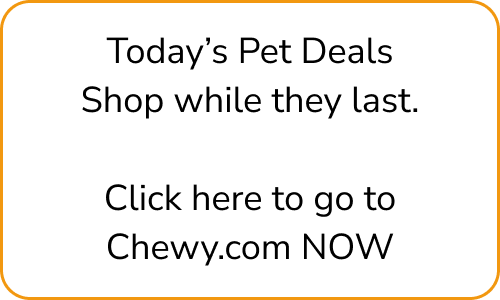 Today’s Pet Deals
Shop while they last.
Click here to go to
Chewy.com NOW